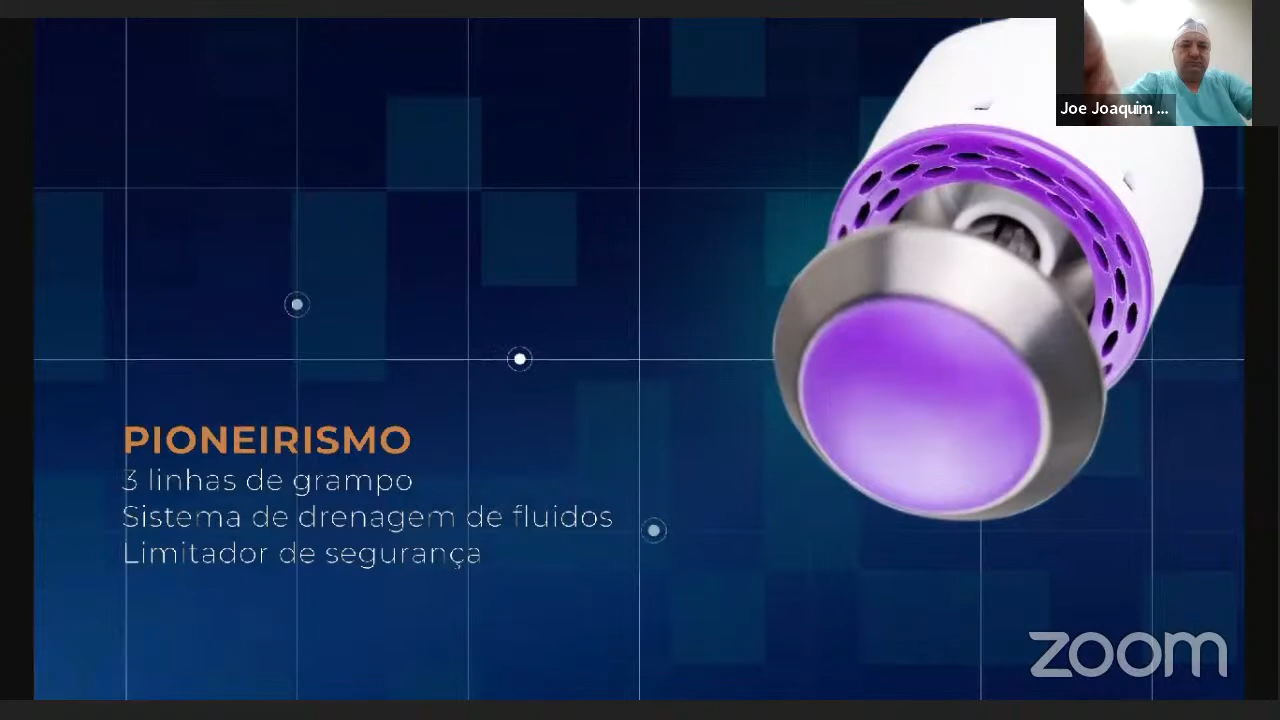 Joe Joaquim ...
PIONEIRISMO
3 linhas de grampo
Sistema de drenagem de fluidos
Limitador de segurança
zoom